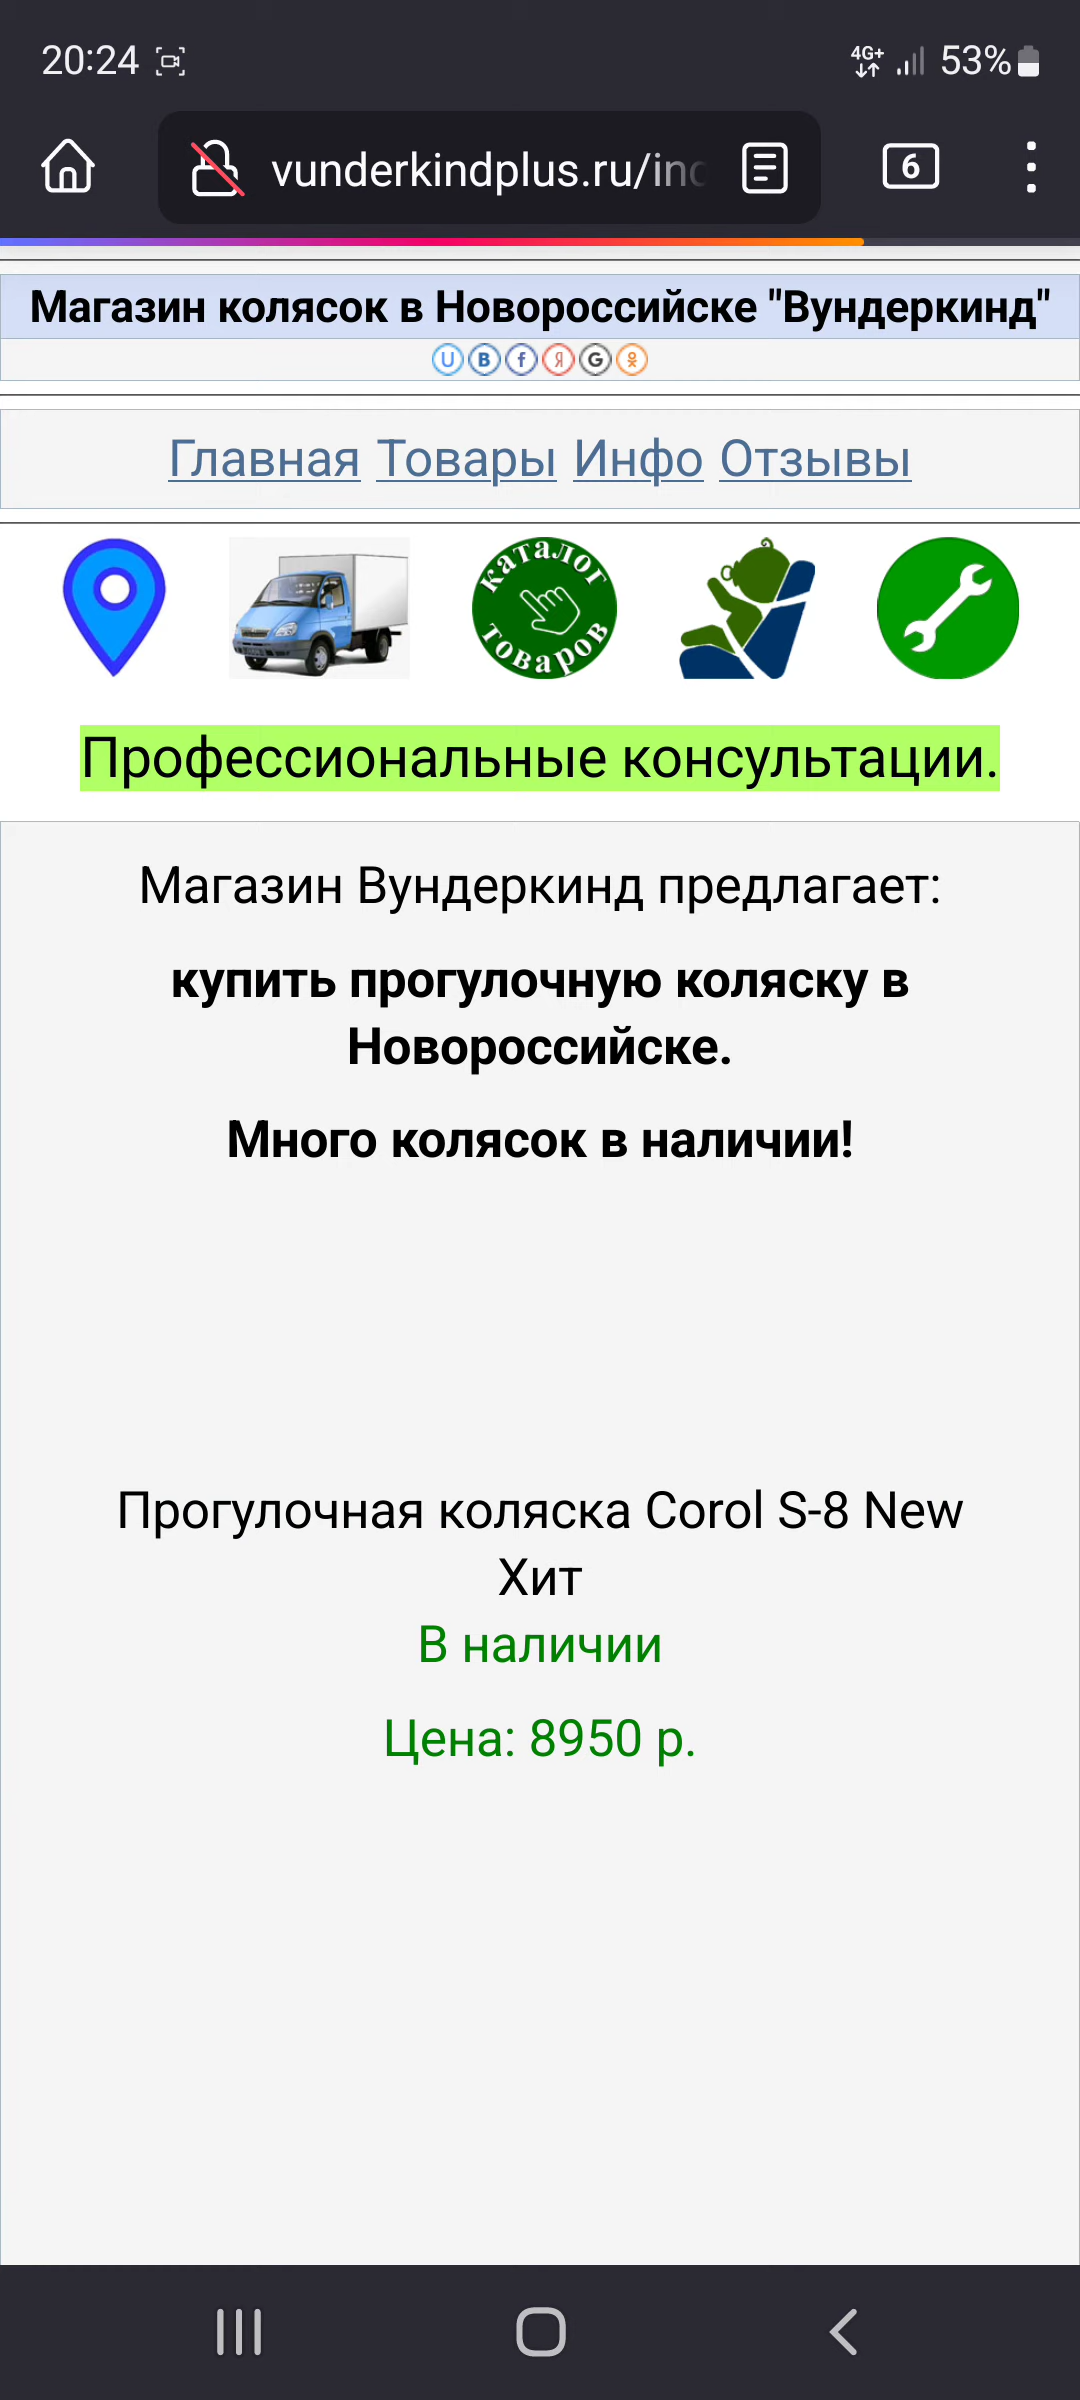 20:24 4G+ 53%
vunderkindplus.ru/inc 6
Магазин колясок в Новороссийске "Вундеркинд"
U B f Я G
Главная Товары Инфо Отзывы
каталог
товаров
Профессиональные консультации.
Магазин Вундеркинд предлагает:
купить прогулочную коляску в
Новороссийске.
Много колясок в наличии!
Прогулочная коляска Corol S-8 New
Хит
В наличии
Цена: 8950 р.